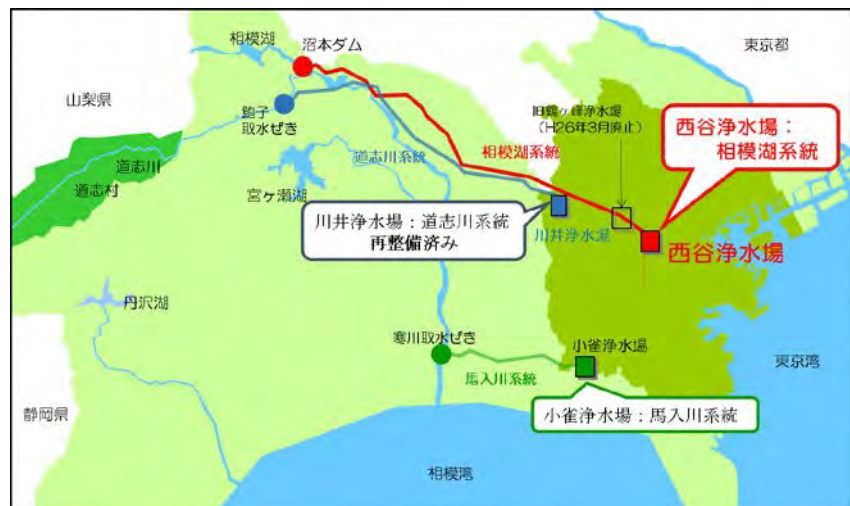 相模湖
沼本ダム
東京都
山梨県
鮑子
取水ぜき
旧鶴ヶ峰浄水場
(H26年3月廃止)
西谷浄水場：
相模湖系統
道志川系統
相模湖系統
道志川
道志村
宮ヶ瀬湖
川井浄水場：道志川系統
再整備済み
川井浄水場
西谷浄水場
丹沢湖
寒川取水ぜき
小雀浄水場
東京湾
馬入川系統
静岡県
小雀浄水場：馬入川系統
相模湾